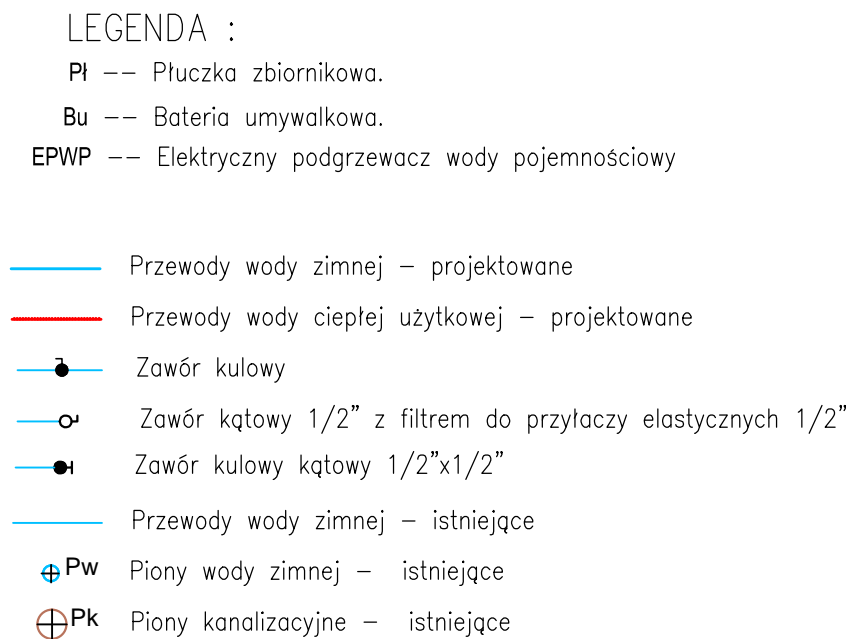 LEGENDA :
Pł -- Płuczka zbiornikowa.
Bu -- Bateria umywalkowa.
EPWP -- Elektryczny podgrzewacz wody pojemnościowy
Przewody wody zimnej – projektowane
Przewody wody ciepłej użytkowej – projektowane
Zawór kulowy
Zawór kątowy 1/2" z filtrem do przyłaczy elastycznych 1/2"
Zawór kulowy kątowy 1/2"x1/2"
Przewody wody zimnej – istniejące
Pw Piony wody zimnej – istniejące
Pk Piony kanalizacyjne – istniejące